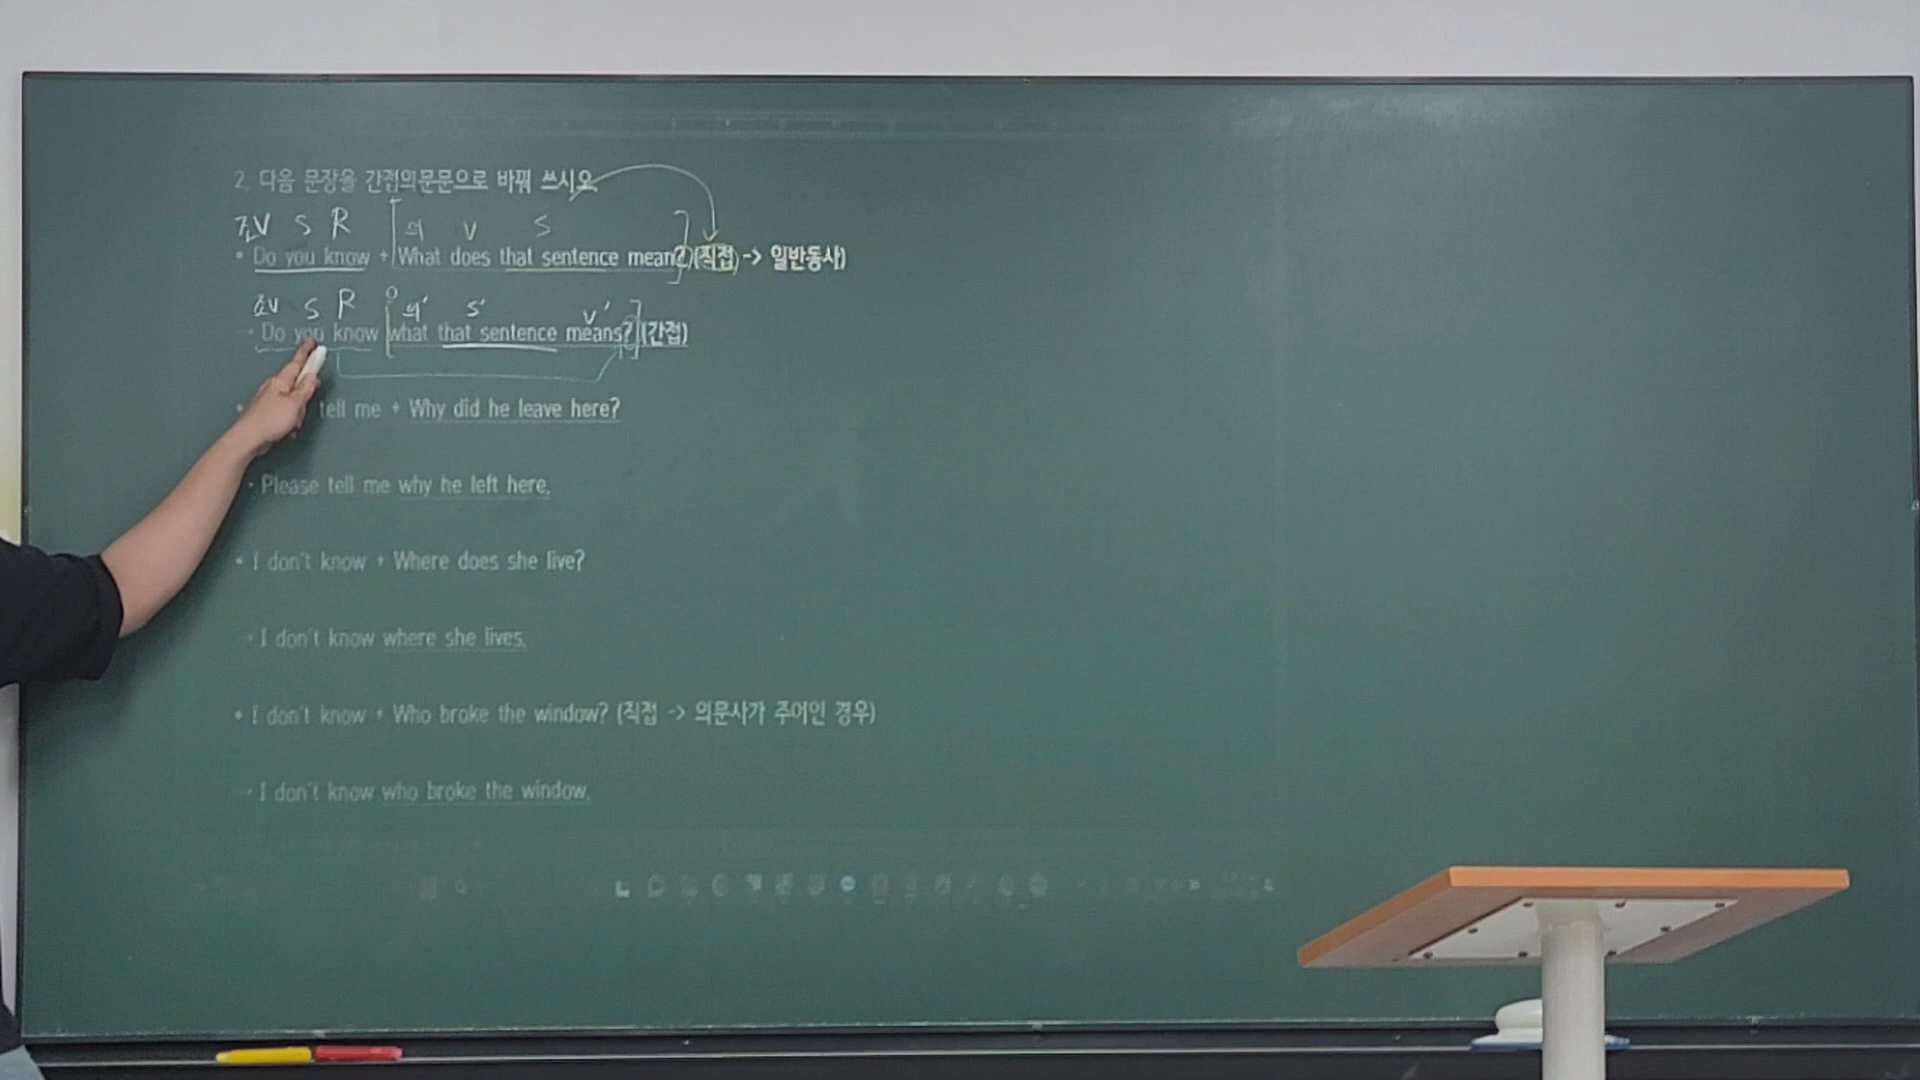 2. 다음 문장을 간접의문문으로 바꿔 쓰시오.
조V S R 의 V S
• Do you know + What does that sentence mean? (직접 -> 일반동사)
조V S R O 의' S' V'
Do you know what that sentence means? (간접)
tell me + Why did he leave here?
Please tell me why he left here.
• I don't know + Where does she live?
I don't know where she lives.
• I don't know + Who broke the window? (직접 -> 의문사가 주어인 경우)
I don't know who broke the window.